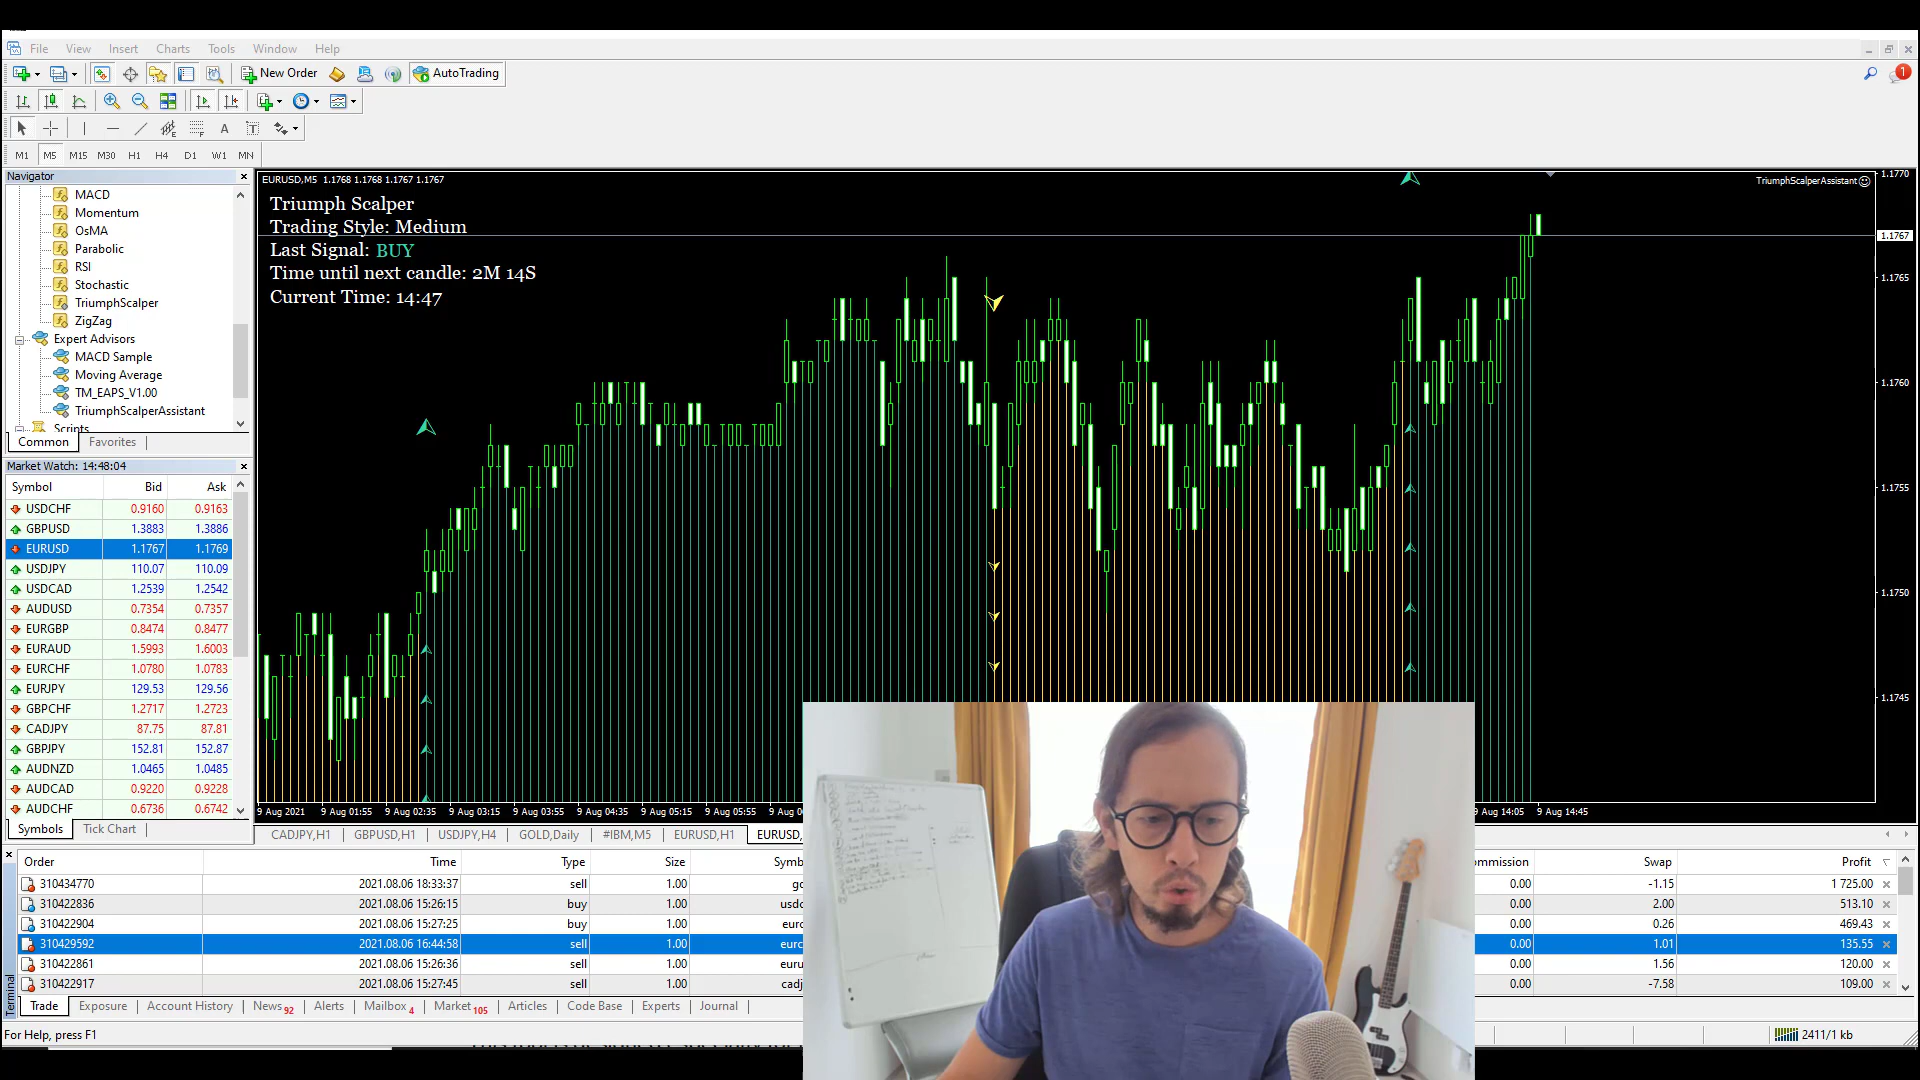 File View Insert Charts Tools Window Help
New Order AutoTrading
1
A T
M1 M5 M15 M30 H1 H4 D1 W1 MN
Navigator
MACD
Momentum
OsMA
Parabolic
RSI
Stochastic
TriumphScalper
ZigZag
Expert Advisors
MACD Sample
Moving Average
TM_EAPS_V1.00
TriumphScalperAssistant
Scripts
Common Favorites
EURUSD,M5 1.1768 1.1768 1.1767 1.1767
Triumph Scalper
Trading Style: Medium
Last Signal: BUY
Time until next candle: 2M 14S
Current Time: 14:47
TriumphScalperAssistant
1.1770
1.1767
1.1765
1.1760
1.1755
1.1750
1.1745
Market Watch: 14:48:04
Symbol Bid Ask
USDCHF 0.9160 0.9163
GBPUSD 1.3883 1.3886
EURUSD 1.1767 1.1769
USDJPY 110.07 110.09
USDCAD 1.2539 1.2542
AUDUSD 0.7354 0.7357
EURGBP 0.8474 0.8477
EURAUD 1.5993 1.6003
EURCHF 1.0780 1.0783
EURJPY 129.53 129.56
GBPCHF 1.2717 1.2723
CADJPY 87.75 87.81
GBPJPY 152.81 152.87
AUDNZD 1.0465 1.0485
AUDCAD 0.9220 0.9228
AUDCHF 0.6736 0.6742
Symbols Tick Chart
9 Aug 2021 9 Aug 01:55 9 Aug 02:35 9 Aug 03:15 9 Aug 03:55 9 Aug 04:35 9 Aug 05:15 9 Aug 05:55 9 Aug 0 9 Aug 14:05 9 Aug 14:45
CADJPY,H1 GBPUSD,H1 USDJPY,H4 GOLD,Daily #IBM,M5 EURUSD,H1 EURUSD,
Order Time Type Size Symb ommission Swap Profit
310434770 2021.08.06 18:33:37 sell 1.00 go 0.00 -1.15 1 725.00
310422836 2021.08.06 15:26:15 buy 1.00 usdc 0.00 2.00 513.10
310422904 2021.08.06 15:27:25 buy 1.00 euro 0.00 0.26 469.43
310429592 2021.08.06 16:44:58 sell 1.00 eurc 0.00 1.01 135.55
310422861 2021.08.06 15:26:36 sell 1.00 euru 0.00 1.56 120.00
310422917 2021.08.06 15:27:45 sell 1.00 cadj 0.00 -7.58 109.00
Terminal
Trade Exposure Account History News 92 Alerts Mailbox 4 Market 105 Articles Code Base Experts Journal
For Help, press F1
2411/1 kb